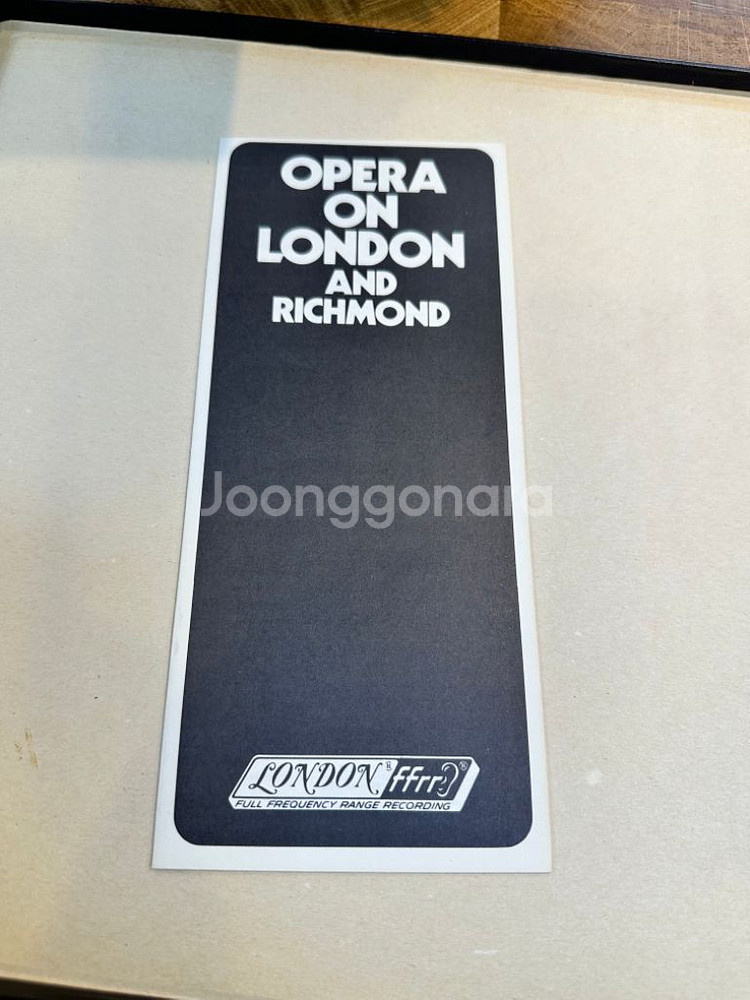 OPERA
ON
LONDON
AND
RICHMOND
Joonggonara
LONDON® ffrr®
FULL FREQUENCY RANGE RECORDING